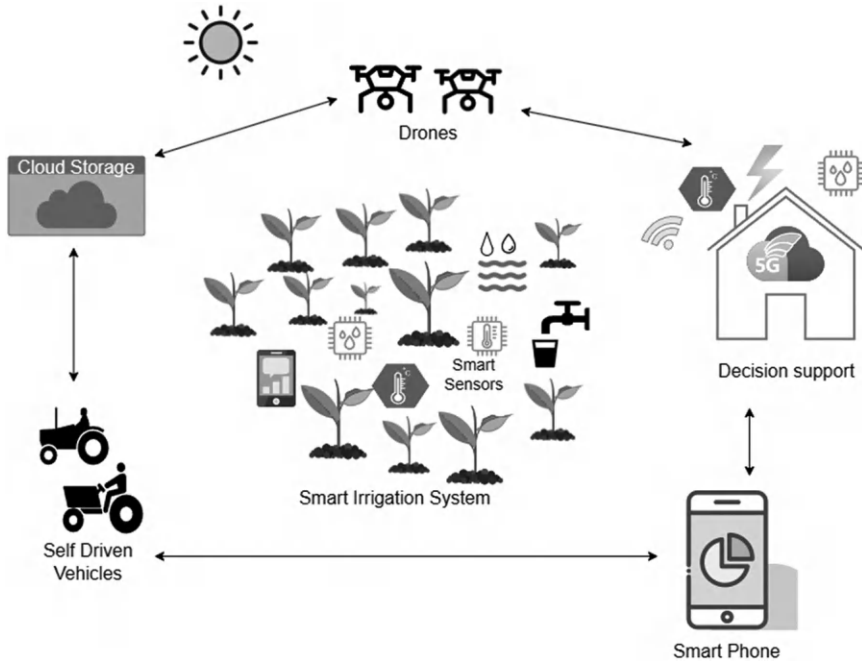 Drones
Cloud Storage
5G
Smart
Sensors
Decision support
Smart Irrigation System
Self Driven
Vehicles
Smart Phone